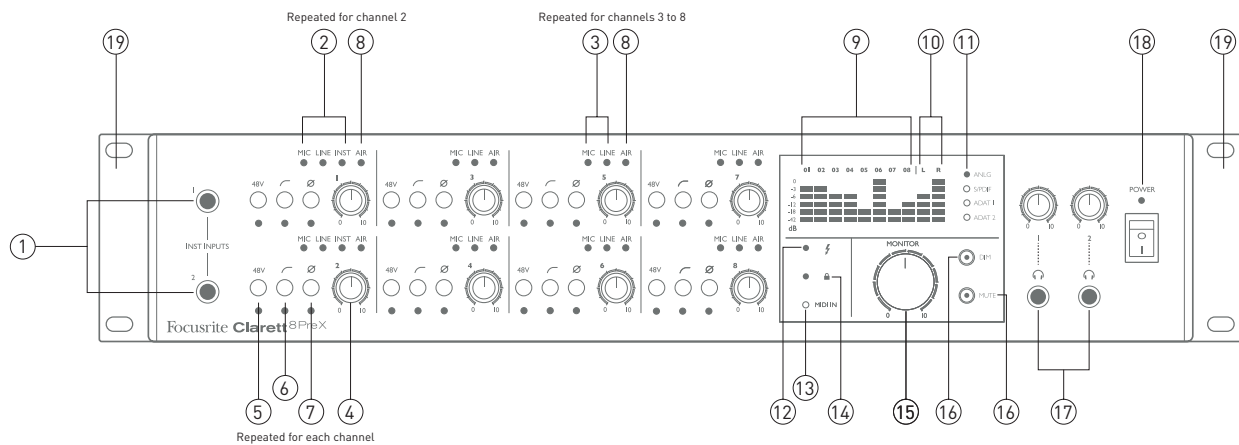 Repeated for channel 2
Repeated for channels 3 to 8
19 2 8 3 8 9 10 11 18 19
MIC LINE INST AIR
MIC LINE AIR
MIC LINE AIR
MIC LINE AIR
01 02 03 04 05 06 07 08 L R
0
-3
-6
-12
-18
-42
dB
ANLG
S/PDIF
ADAT 1
ADAT 2
POWER
1
48V Ø 1 0 10
48V Ø 3 0 10
48V Ø 5 0 10
48V Ø 7 0 10
0 10
0 10
1 2
1
INST INPUTS
2
MIC LINE INST AIR
MIC LINE AIR
MIC LINE AIR
MIC LINE AIR
48V Ø 2 0 10
48V Ø 4 0 10
48V Ø 6 0 10
48V Ø 8 0 10
MONITOR
0 10
MIDI IN
DIM
MUTE
I
Focusrite Clarett 8PreX
5 6 7 4 12 13 14 15 16 16 17
Repeated for each channel